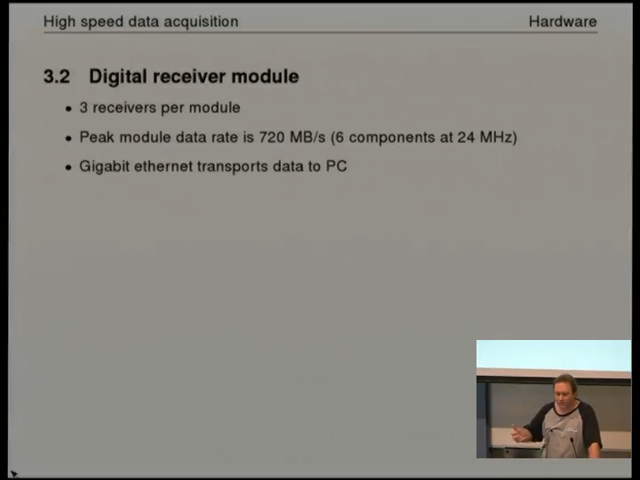 High speed data acquisition Hardware
3.2 Digital receiver module
• 3 receivers per module
• Peak module data rate is 720 MB/s (6 components at 24 MHz)
• Gigabit ethernet transports data to PC